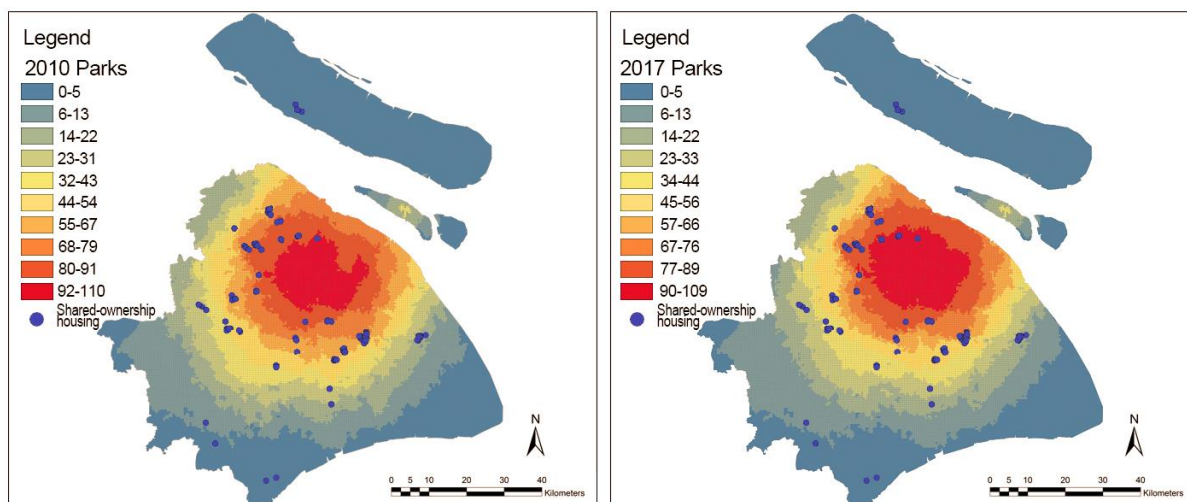 Legend
2010 Parks
0-5
6-13
14-22
23-31
32-43
44-54
55-67
68-79
80-91
92-110
Shared-ownership
housing
N
0 5 10 20 30 40
Kilometers
Legend
2017 Parks
0-5
6-13
14-22
23-33
34-44
45-56
57-66
67-76
77-89
90-109
Shared-ownership
housing
N
0 5 10 20 30 40
Kilometers